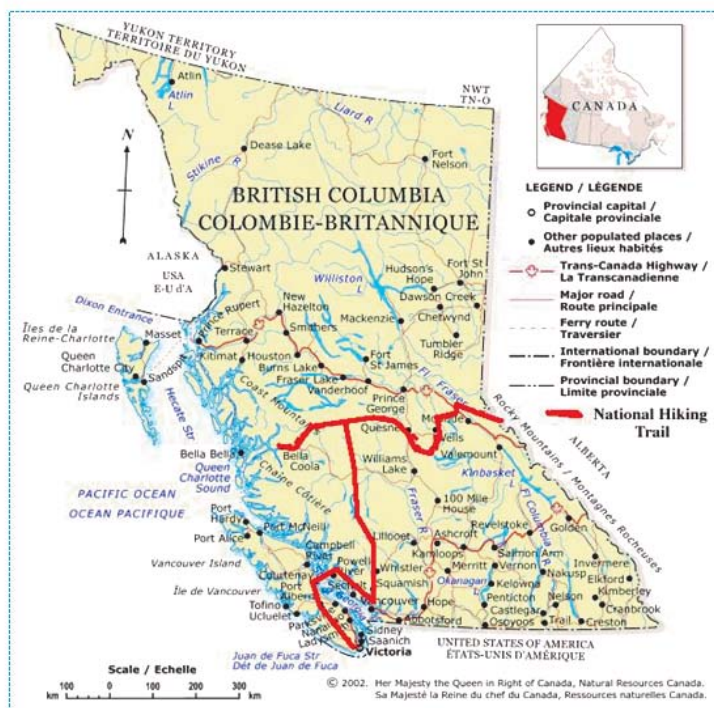 YUKON TERRITORY
TERRITOIRE DU YUKON
NWT
TN-O
Atlin
Atlin
L
Liard R
Dease Lake
Fort
Nelson
Stikine R
N
BRITISH COLUMBIA
COLOMBIE-BRITANNIQUE
ALASKA
USA
E-U d'A
Stewart
Williston
L
Hudson's
Hope
Fort St
John
Dawson Creek
Chetwynd
Mackenzie
Tumbler
Ridge
Dixon Entrance
Prince Rupert
New
Hazelton
Smithers
Terrace
Îles de la
Reine-Charlotte
Masset
Queen
Charlotte City
Sandspit
Queen Charlotte
Islands
Kitimat
Houston
Burns Lake
Fort
St James
Fraser Lake
Vanderhoof
Prince
George
Fl Fraser
Hecate Str
Coast Mountains
Chaîne Côtière
Rocky Mountains / Montagnes Rocheuses
ALBERTA
Wells
Valemount
Bella Bella
Bella
Coola
Williams
Lake
Kinbasket
L
Queen
Charlotte
Sound
PACIFIC OCEAN
OCEAN PACIFIQUE
100 Mile
House
Fraser R
Fl Columbia
R
Golden
Port
Hardy
Port McNeill
Port Alice
Lillooet
Ashcroft
Kamloops
Revelstoke
Salmon Arm
Vancouver Island
Île de Vancouver
Campbell
River
Powell
River
Courtenay
Port
Whistler
Squamish
Merritt
Vernon
Nakusp
Invermere
Elkford
Kimberley
Okanagan
L
Kelowna
Penticton
Nelson
Cranbrook
Castlegar
Tofino
Ucluelet
Sechelt
Vancouver
Hope
Abbotsford
Osoyoos
Trail
Creston
Sidney
Saanich
Victoria
Juan de Fuca Str
Dét de Juan de Fuca
UNITED STATES OF AMERICA
ÉTATS-UNIS D'AMÉRIQUE
Scale / Echelle
100 0 100 200 300
km km
CANADA
LEGEND / LÉGENDE
Provincial capital /
Capitale provinciale
Other populated places /
Autres lieux habités
Trans-Canada Highway /
La Transcanadienne
Major road /
Route principale
Ferry route /
Traversier
International boundary /
Frontière internationale
Provincial boundary /
Limite provinciale
National Hiking
Trail
© 2002. Her Majesty the Queen in Right of Canada, Natural Resources Canada.
Sa Majesté la Reine du chef du Canada, Ressources naturelles Canada.